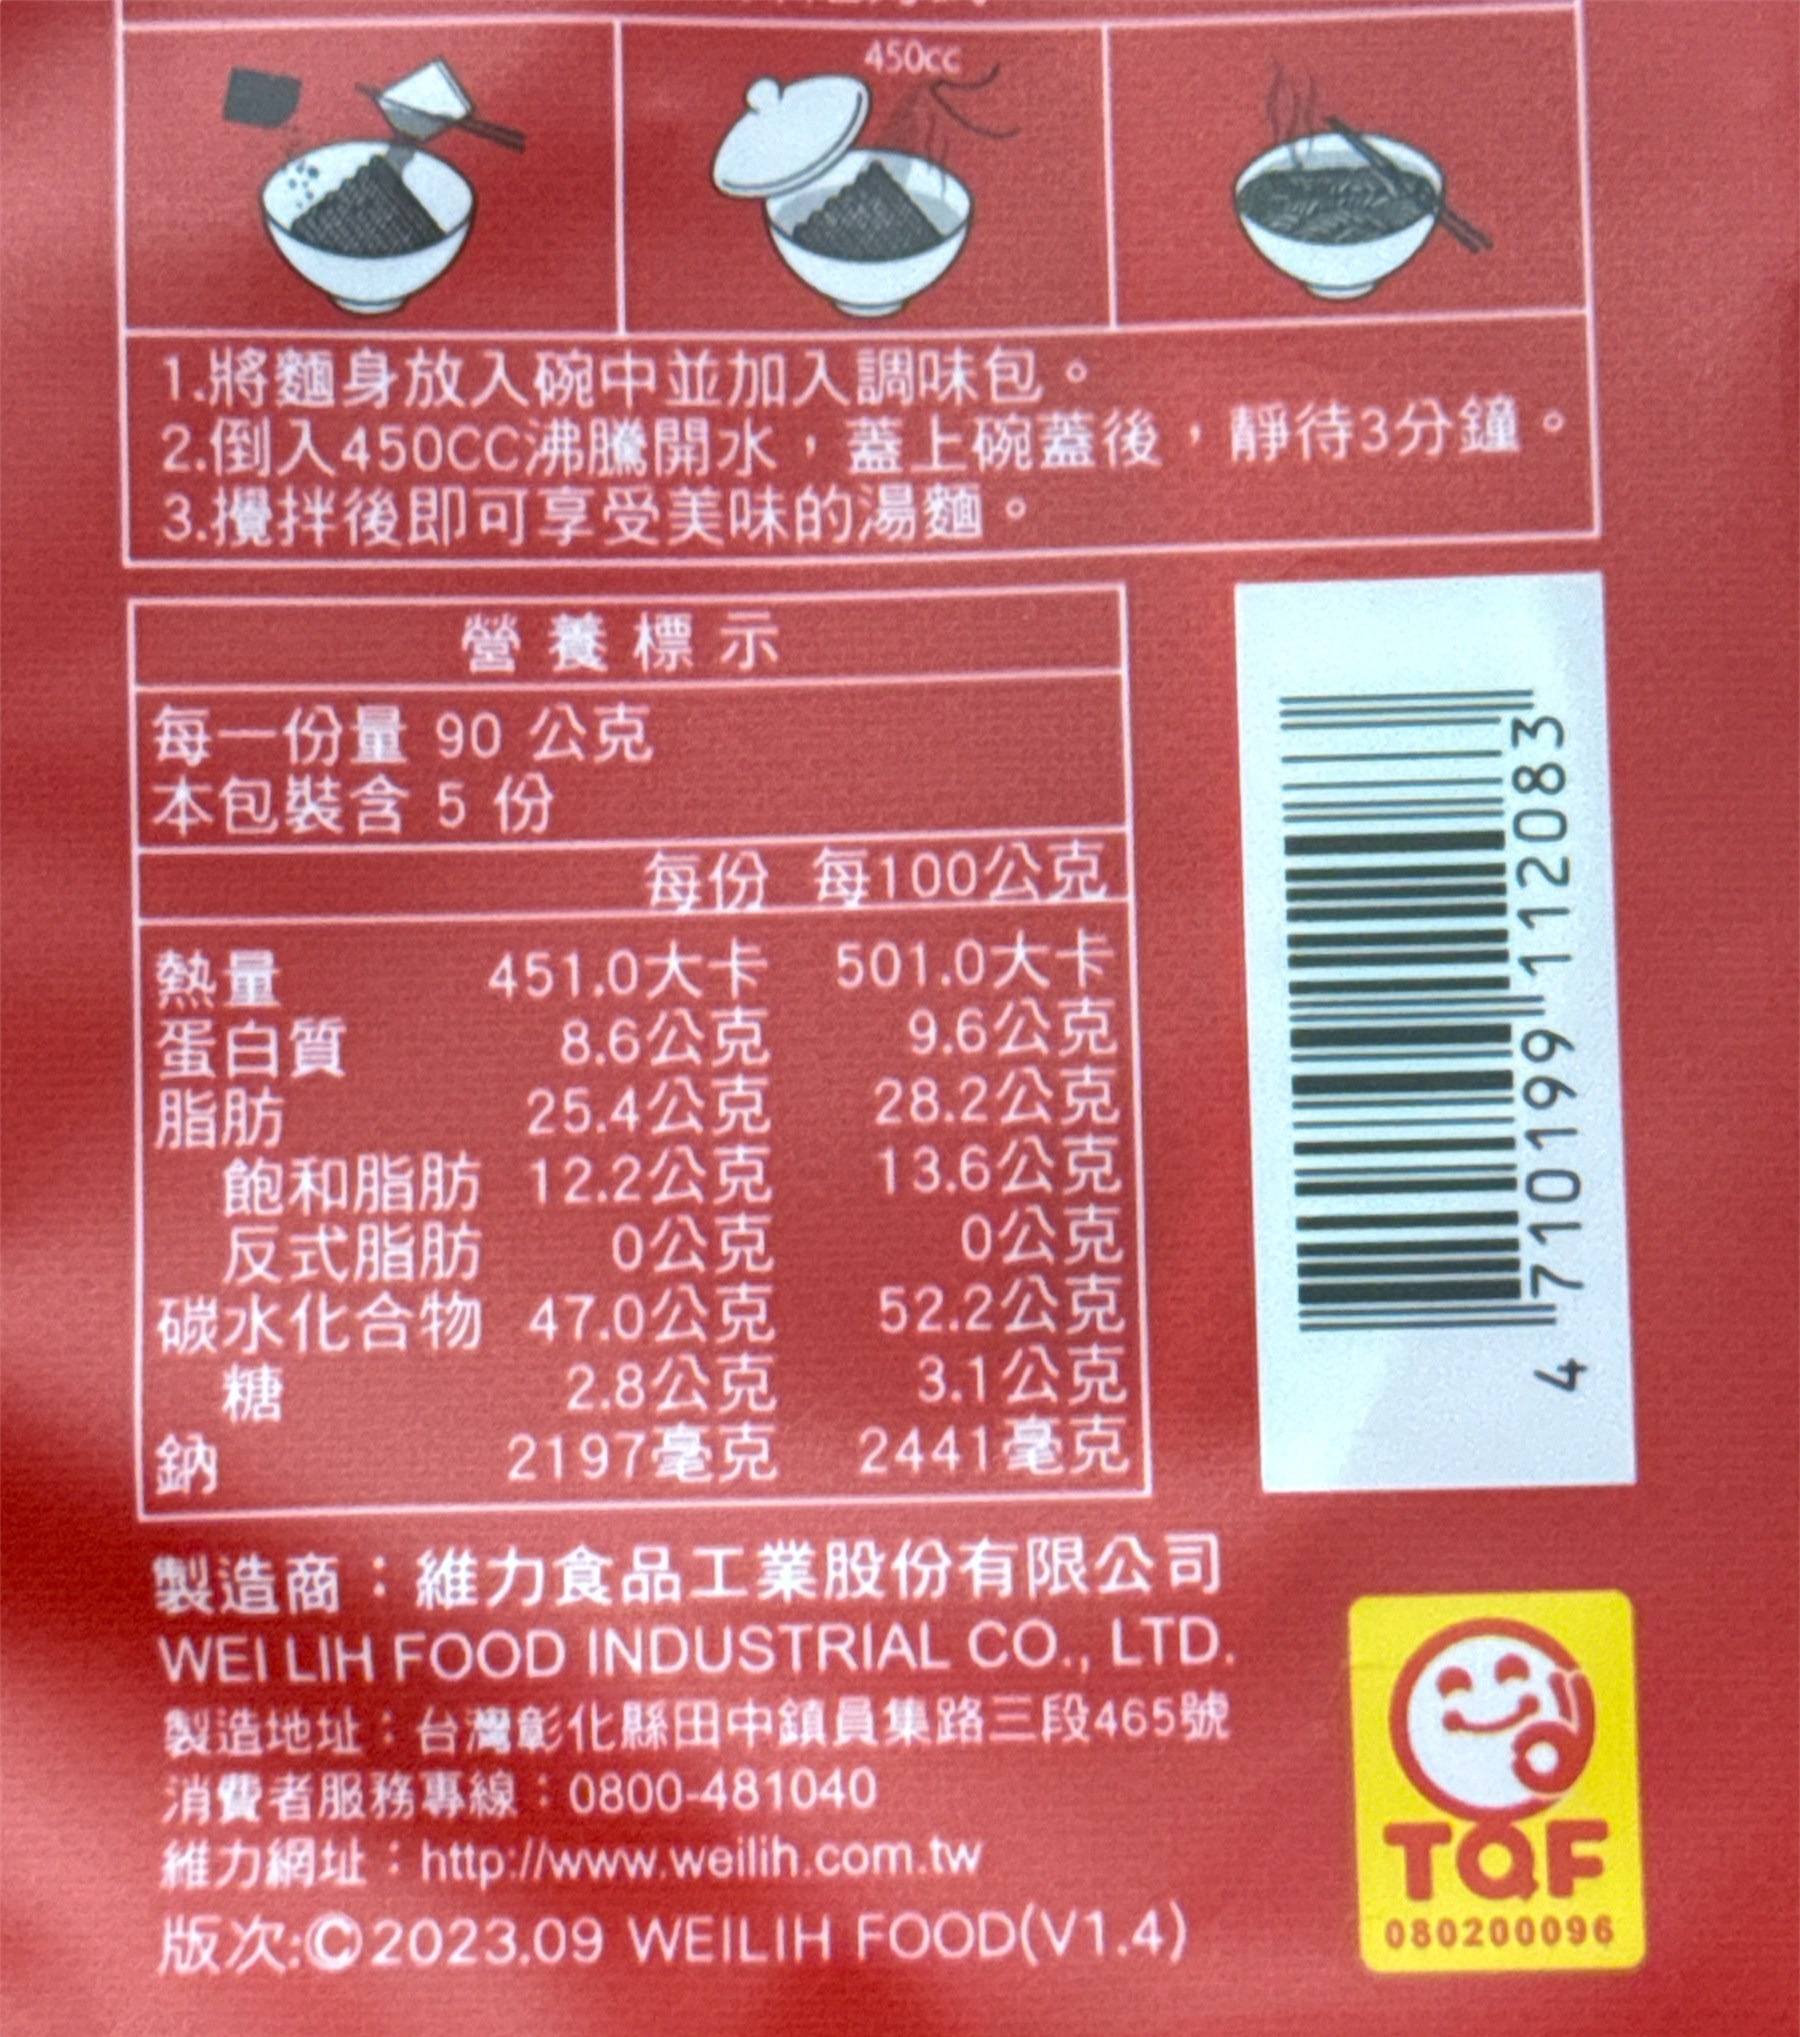 450cc
1.將麵身放入碗中並加入調味包。
2.倒入450CC沸騰開水，蓋上碗蓋後，靜待3分鐘。
3.攪拌後即可享受美味的湯麵。
營養標示
每一份量 90 公克
本包裝含 5 份
每份 每100公克
熱量 451.0大卡 501.0大卡
蛋白質 8.6公克 9.6公克
脂肪 25.4公克 28.2公克
飽和脂肪 12.2公克 13.6公克
反式脂肪 0公克 0公克
碳水化合物 47.0公克 52.2公克
糖 2.8公克 3.1公克
鈉 2197毫克 2441毫克
4 710199 112083
製造商：維力食品工業股份有限公司
WEI LIH FOOD INDUSTRIAL CO., LTD.
製造地址：台灣彰化縣田中鎮員集路三段465號
消費者服務專線：0800-481040
維力網址：http://www.weilih.com.tw
版次:©2023.09 WEILIH FOOD(V1.4)
TQF
080200096